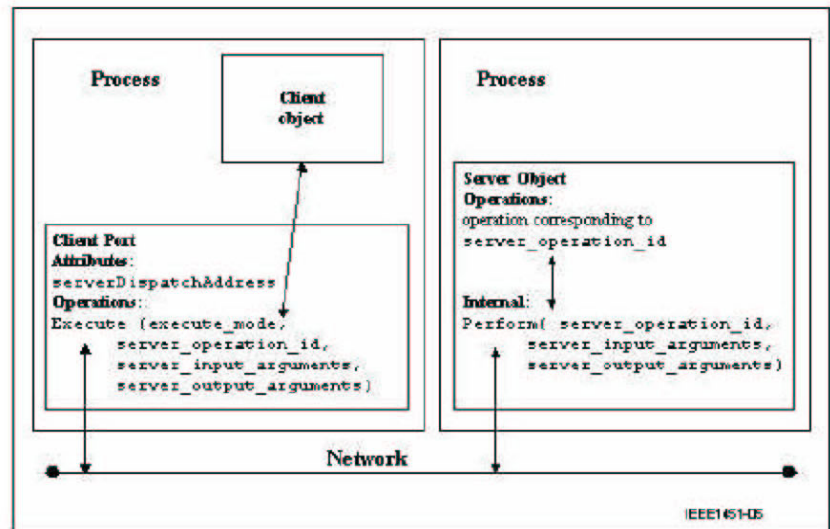 Process
Client
object
Client Port
Attributes:
serverDispatchAddress
Operations:
Execute (execute_mode,
server_operation_id,
server_input_arguments,
server_output_arguments)
Process
Server Object
Operations:
operation corresponding to
server_operation_id
Internal:
Perform( server_operation_id,
server_input_arguments,
server_output_arguments)
Network
IEEE1451-05